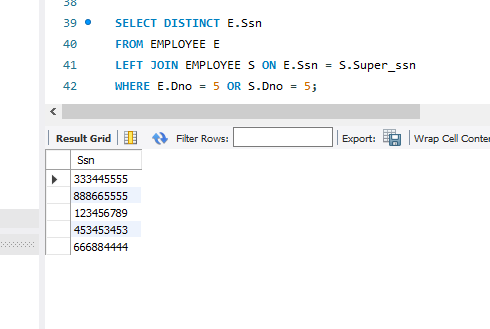 38
39 SELECT DISTINCT E.Ssn
40 FROM EMPLOYEE E
41 LEFT JOIN EMPLOYEE S ON E.Ssn = S.Super_ssn
42 WHERE E.Dno = 5 OR S.Dno = 5;
Result Grid Filter Rows: Export: Wrap Cell Conte
Ssn
333445555
888665555
123456789
453453453
666884444